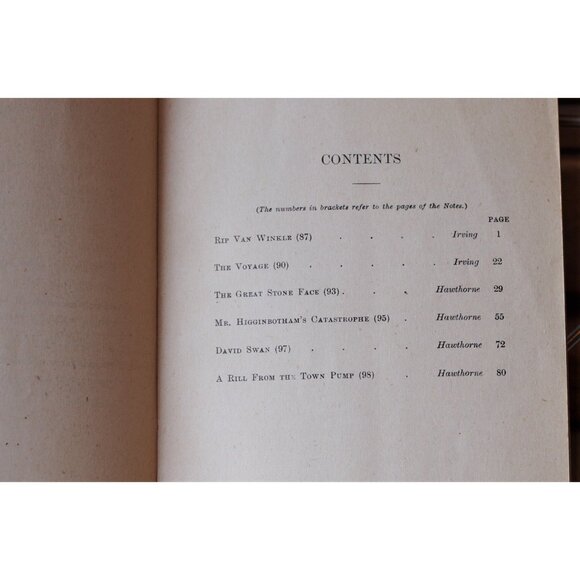 CONTENTS
(The numbers in brackets refer to the pages of the Notes.)
PAGE
RIP VAN WINKLE (87) . . . . Irving 1
THE VOYAGE (90) . . . . . Irving 22
THE GREAT STONE FACE (93) . . . Hawthorne 29
MR. HIGGINBOTHAM'S CATASTROPHE (95) . Hawthorne 55
DAVID SWAN (97) . . . . Hawthorne 72
A RILL FROM THE TOWN PUMP (98) . Hawthorne 80